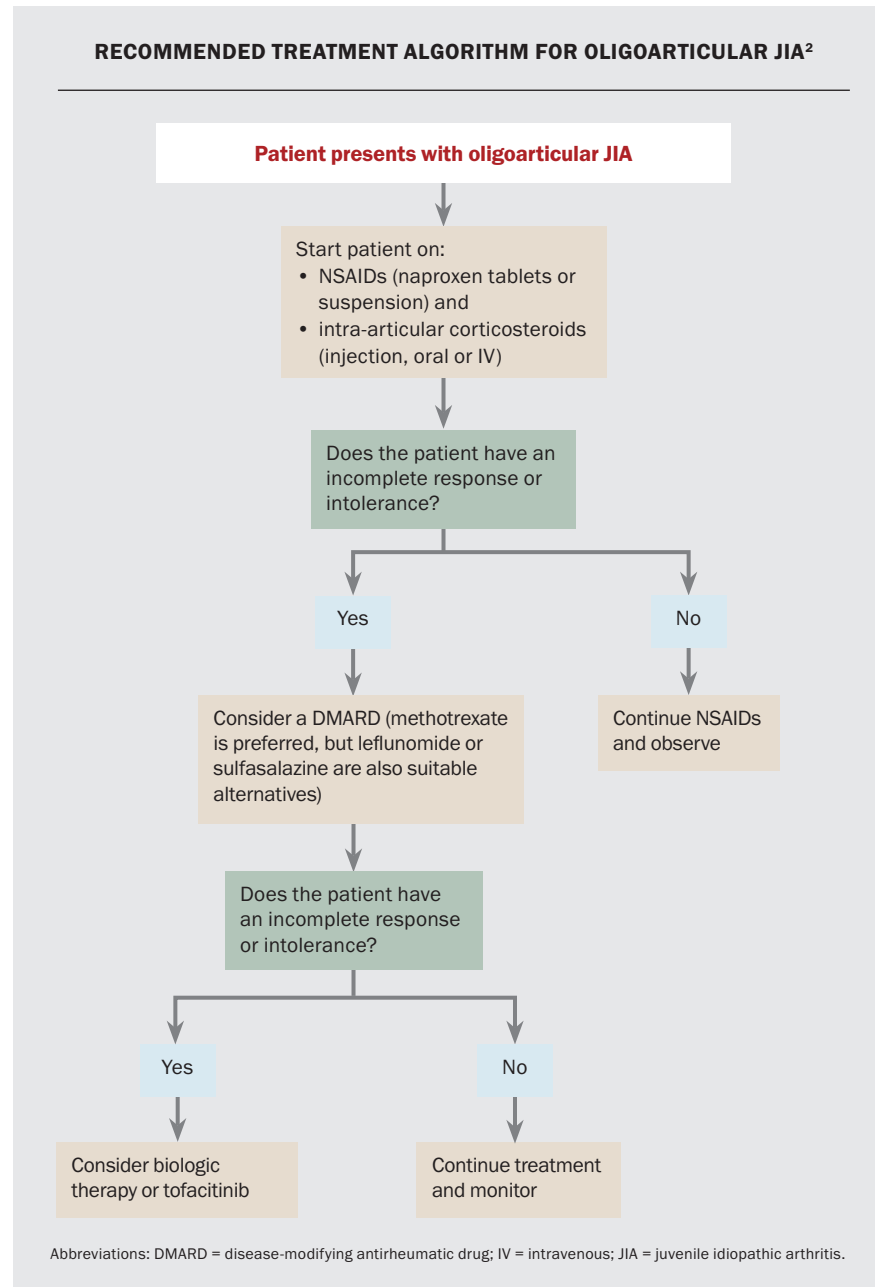 RECOMMENDED TREATMENT ALGORITHM FOR OLIGOARTICULAR JIA²
Patient presents with oligoarticular JIA
Start patient on:
• NSAIDs (naproxen tablets or
suspension) and
• intra-articular corticosteroids
(injection, oral or IV)
Does the patient have an
incomplete response or
intolerance?
Yes
No
Consider a DMARD (methotrexate
is preferred, but leflunomide or
sulfasalazine are also suitable
alternatives)
Continue NSAIDs
and observe
Does the patient have
an incomplete response
or intolerance?
Yes
No
Consider biologic
therapy or tofacitinib
Continue treatment
and monitor
Abbreviations: DMARD = disease-modifying antirheumatic drug; IV = intravenous; JIA = juvenile idiopathic arthritis.